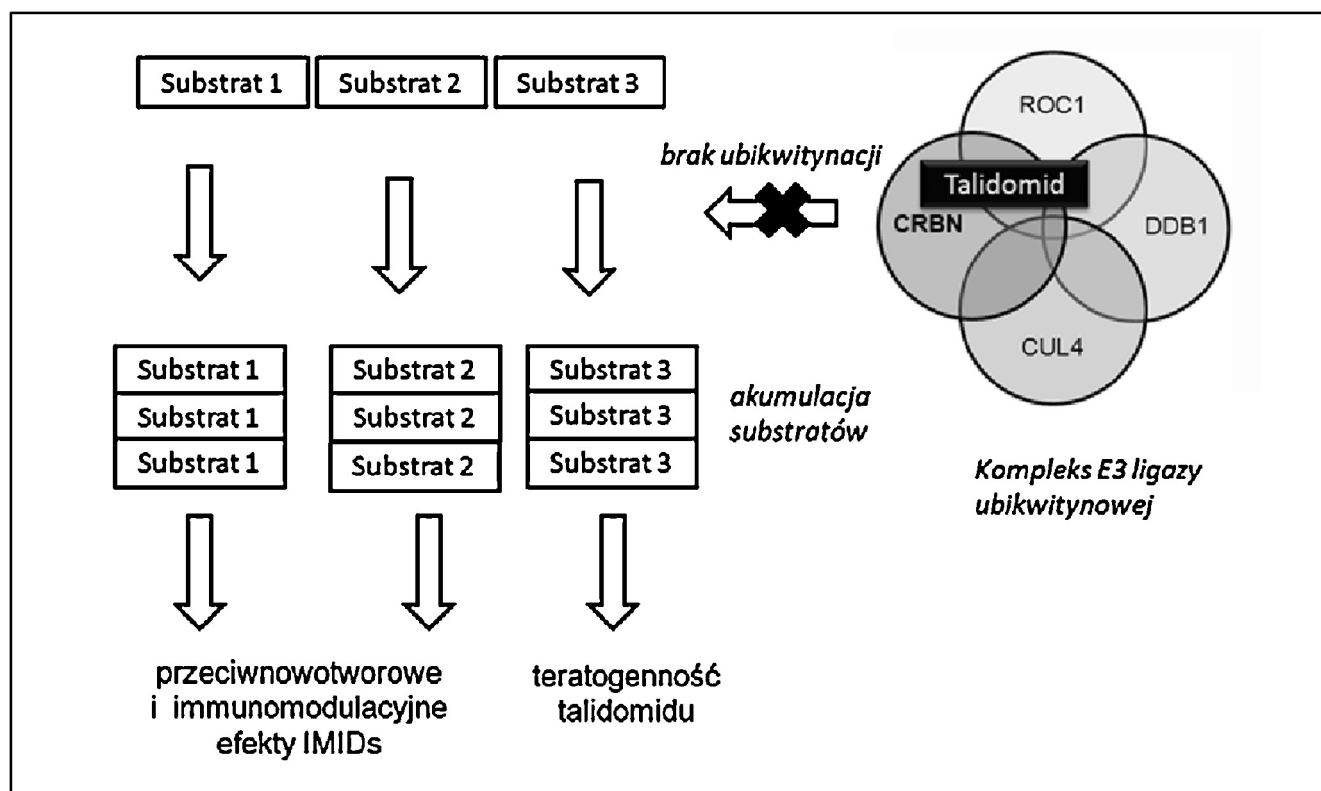 Substrat 1 Substrat 2 Substrat 3
ROC1
brak ubikwitynacji
Talidomid
CRBN
DDB1
CUL4
Substrat 1 Substrat 2 Substrat 3
Substrat 1 Substrat 2 Substrat 3
Substrat 1 Substrat 2 Substrat 3
akumulacja
substratów
Kompleks E3 ligazy
ubikwitynowej
przeciwnowotworowe
i immunomodulacyjne
efekty IMIDs
teratogenność
talidomidu